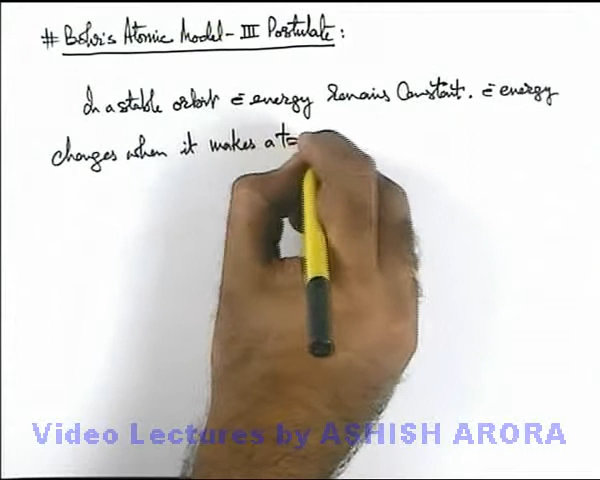 # Bohr's Atomic Model - III Postulate :
In a stable orbit ē energy remains Constant. ē energy
changes when it makes a t
Video Lectures by ASHISH ARORA